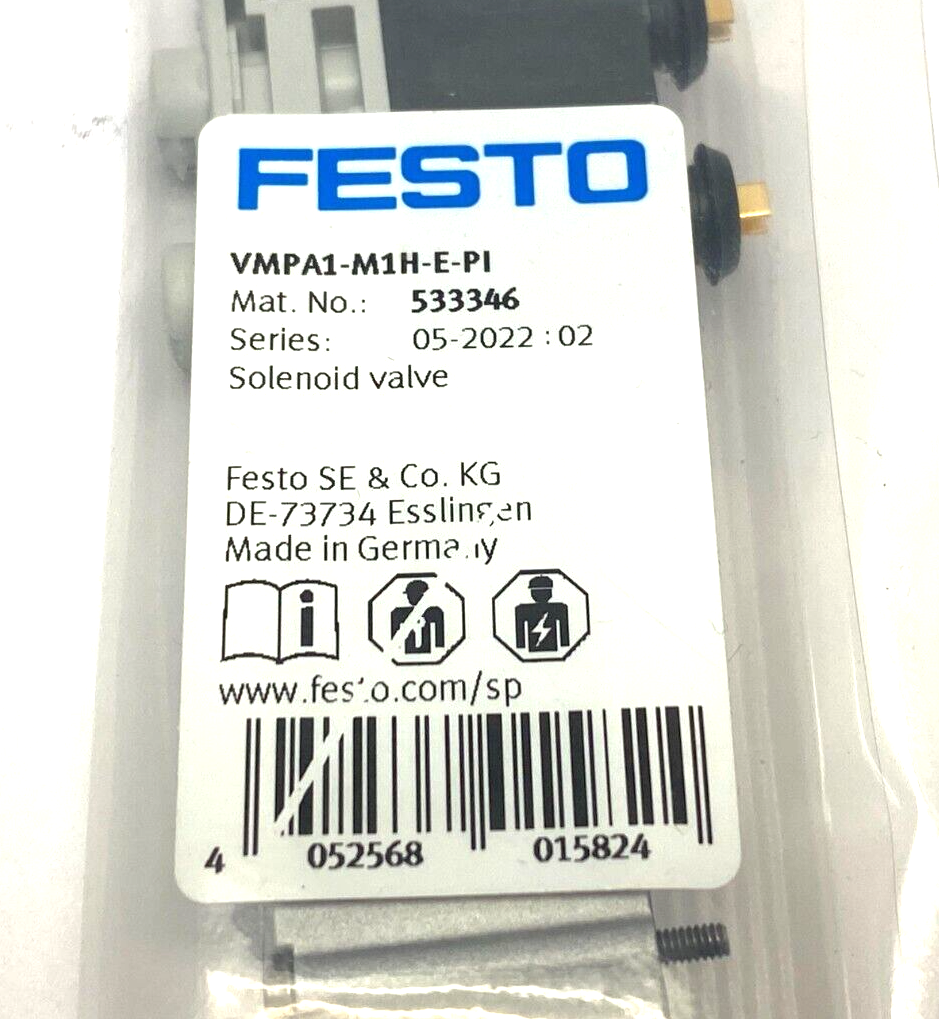 FESTO
VMPA1-M1H-E-PI
Mat. No.: 533346
Series: 05-2022 : 02
Solenoid valve
Festo SE & Co. KG
DE-73734 Esslingen
Made in Germany
www.festo.com/sp
4 052568 015824